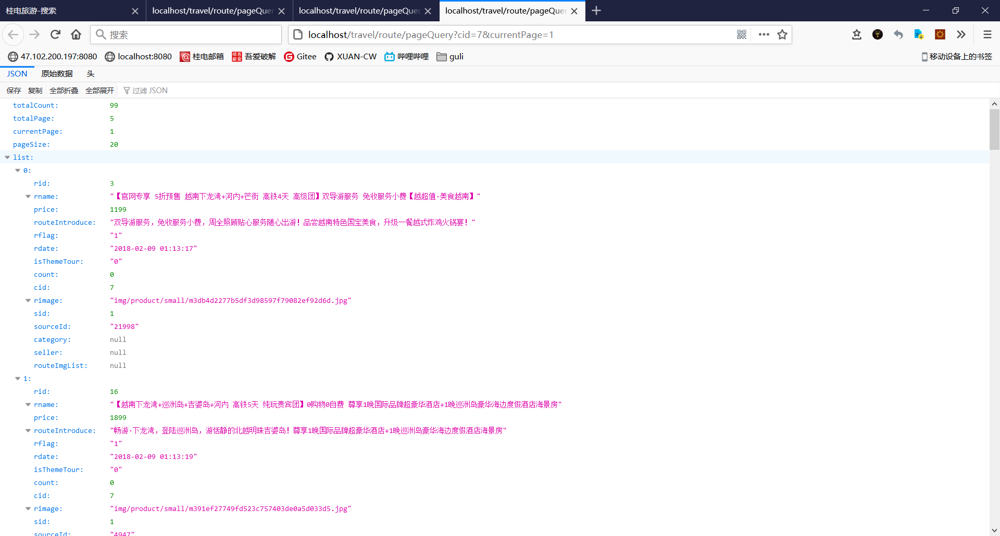 桂电旅游-搜索
localhost/travel/route/pageQuer
localhost/travel/route/pageQuer
localhost/travel/route/pageQue
搜索
localhost/travel/route/pageQuery?cid=7&currentPage=1
47.102.200.197:8080 localhost:8080 桂电邮箱 吾爱破解 Gitee XUAN-CW 哔哩哔哩 guli 移动设备上的书签
JSON 原始数据 头
保存 复制 全部折叠 全部展开 过滤 JSON
totalCount: 99
totalPage: 5
currentPage: 1
pageSize: 20
list:
0:
rid: 3
rname: "【官网专享 5折预售 越南下龙湾+河内+芒街 高铁4天 高级团】双导游服务 免收服务小费【越超值·美食越南】"
price: 1199
routeIntroduce: "双导游服务，免收服务小费，周全照顾贴心服务随心出游！品尝越南特色国宝美食，升级一餐越式炸鸡火锅宴！"
rflag: "1"
rdate: "2018-02-09 01:13:17"
isThemeTour: "0"
count: 0
cid: 7
rimage: "img/product/small/m3db4d2277b5df3d98597f79082ef92d6d.jpg"
sid: 1
sourceId: "21998"
category: null
seller: null
routeImgList: null
1:
rid: 16
rname: "【越南下龙湾+巡洲岛+吉婆岛+河内 高铁5天 纯玩贵宾团】0购物0自费 尊享1晚国际品牌超豪华酒店+1晚巡洲岛豪华海边度假酒店海景房"
price: 1899
routeIntroduce: "畅游·下龙湾，登陆巡洲岛，游恬静的北越明珠吉婆岛！尊享1晚国际品牌超豪华酒店+1晚巡洲岛豪华海边度假酒店海景房"
rflag: "1"
rdate: "2018-02-09 01:13:19"
isThemeTour: "0"
count: 0
cid: 7
rimage: "img/product/small/m391ef27749fd523c757403de0a5d033d5.jpg"
sid: 1
sourceId: "4947"